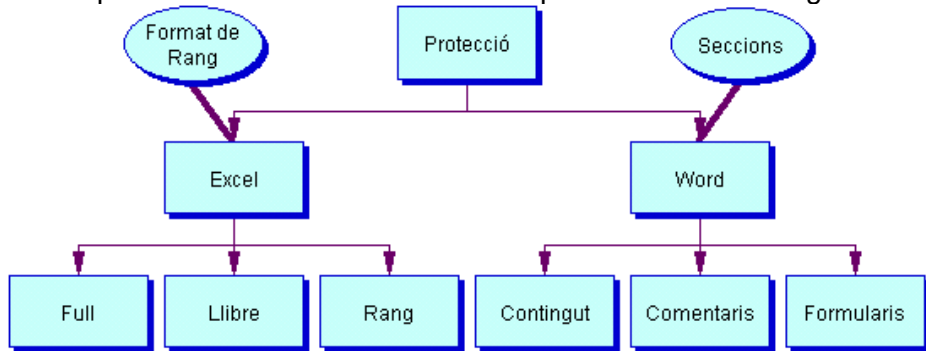 Format de
Rang
Protecció
Seccions
Excel
Word
Full
Llibre
Rang
Contingut
Comentaris
Formularis